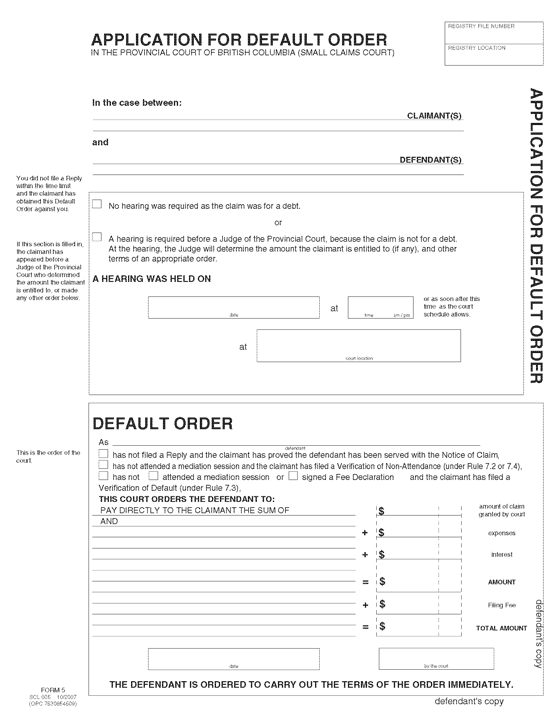 REGISTRY FILE NUMBER
REGISTRY LOCATION
APPLICATION FOR DEFAULT ORDER
IN THE PROVINCIAL COURT OF BRITISH COLUMBIA (SMALL CLAIMS COURT)
In the case between:
CLAIMANT(S)
and
DEFENDANT(S)
APPLICATION FOR DEFAULT ORDER
You did not file a Reply
within the time limit
and the claimant has
obtained this Default
Order against you.
No hearing was required as the claim was for a debt.
or
A hearing is required before a Judge of the Provincial Court, because the claim is not for a debt.
At the hearing, the Judge will determine the amount the claimant is entitled to (if any), and other
terms of an appropriate order.
If this section is filled in,
the claimant has
appeared before a
Judge of the Provincial
Court who determined
the amount the claimant
is entitled to, or made
any other order below.
A HEARING WAS HELD ON
date
at
time
am / pm
or as soon after this
time as the court
schedule allows.
at
court location
DEFAULT ORDER
This is the order of the
court.
As
defendant
has not filed a Reply and the claimant has proved the defendant has been served with the Notice of Claim,
has not attended a mediation session and the claimant has filed a Verification of Non-Attendance (under Rule 7.2 or 7.4),
has not attended a mediation session or signed a Fee Declaration and the claimant has filed a
Verification of Default (under Rule 7.3),
THIS COURT ORDERS THE DEFENDANT TO:
PAY DIRECTLY TO THE CLAIMANT THE SUM OF
$
amount of claim
granted by court
AND
+ $ expenses
+ $ interest
= $ AMOUNT
+ $ Filing Fee
= $ TOTAL AMOUNT
date
by the court
THE DEFENDANT IS ORDERED TO CARRY OUT THE TERMS OF THE ORDER IMMEDIATELY.
defendant's copy
FORM 5
SCL 005 10/2007
(OPC 7530854609)
defendant's copy